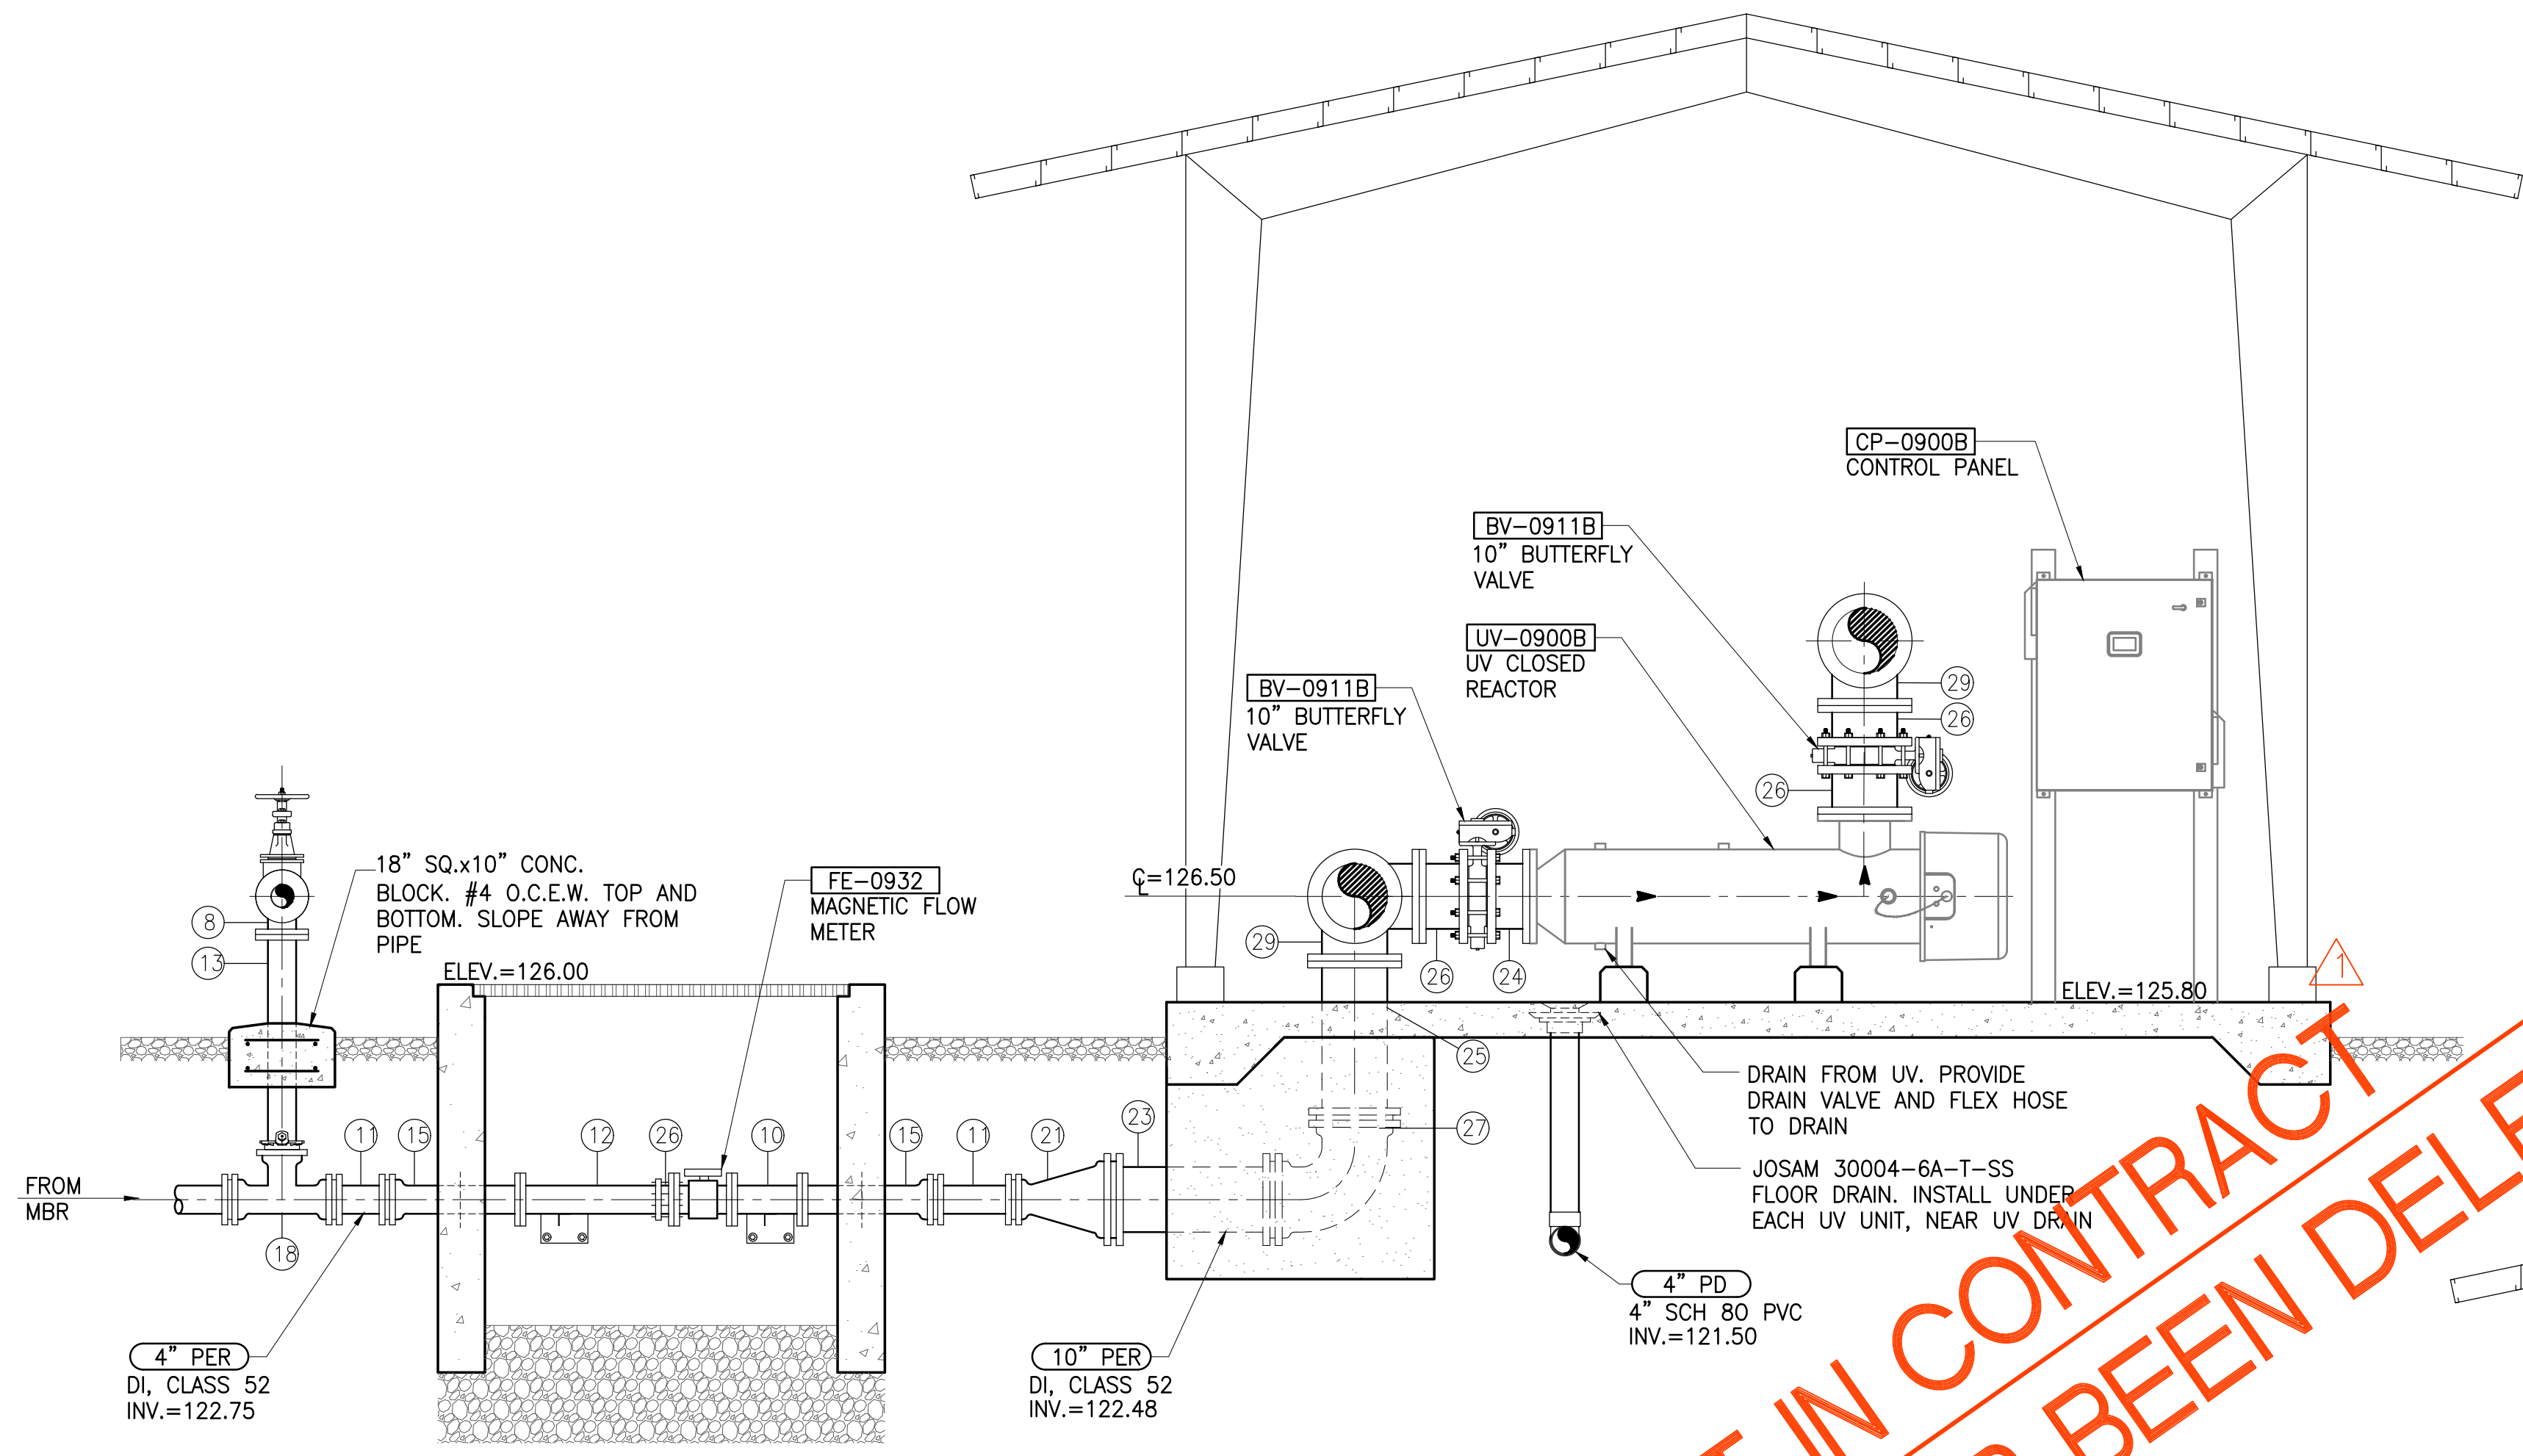 CP-0900B
CONTROL PANEL
BV-0911B
10" BUTTERFLY
VALVE
UV-0900B
UV CLOSED
REACTOR
BV-0911B
10" BUTTERFLY
VALVE
29
26
26
18" SQ.x10" CONC.
BLOCK. #4 O.C.E.W. TOP AND
BOTTOM. SLOPE AWAY FROM
PIPE
FE-0932
MAGNETIC FLOW
METER
℄=126.50
8
13
29
26
24
ELEV.=126.00
ELEV.=125.80
1
25
27
11
15
12
26
10
15
11
21
23
18
FROM
MBR
DRAIN FROM UV. PROVIDE
DRAIN VALVE AND FLEX HOSE
TO DRAIN
JOSAM 30004-6A-T-SS
FLOOR DRAIN. INSTALL UNDER
EACH UV UNIT, NEAR UV DRAIN
4" PD
4" SCH 80 PVC
INV.=121.50
4" PER
DI, CLASS 52
INV.=122.75
10" PER
DI, CLASS 52
INV.=122.48
IN CONTRACT
BEEN